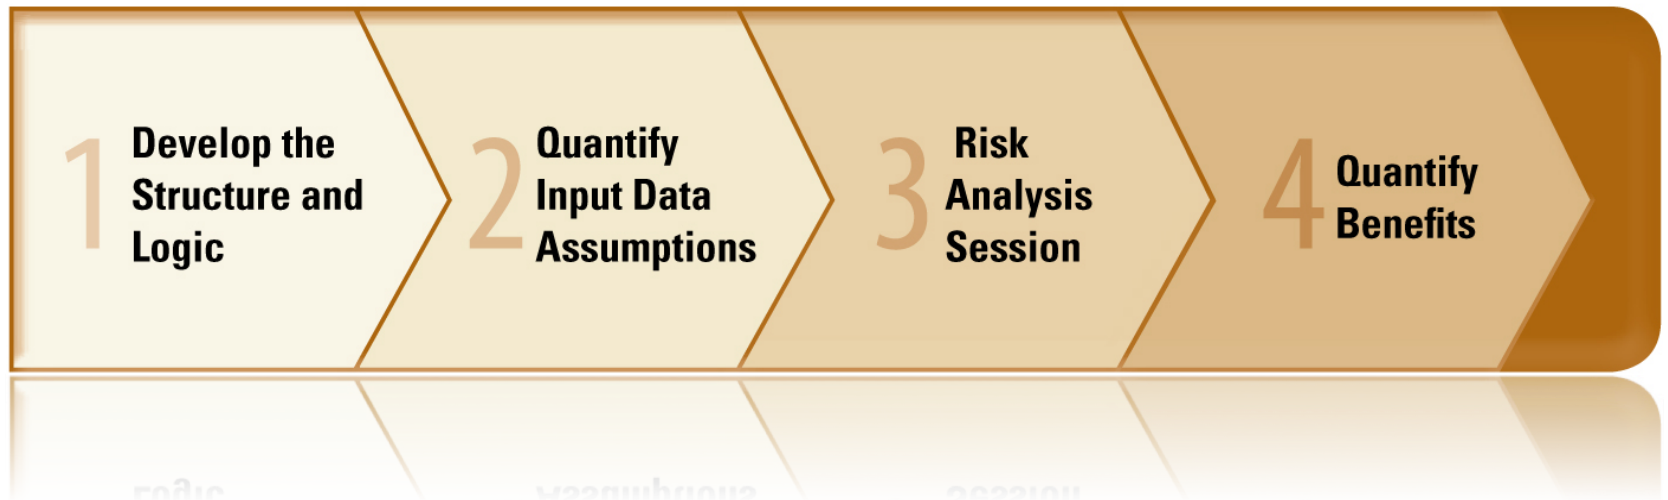 1
Develop the
Structure and
Logic
2
Quantify
Input Data
Assumptions
3
Risk
Analysis
Session
4
Quantify
Benefits